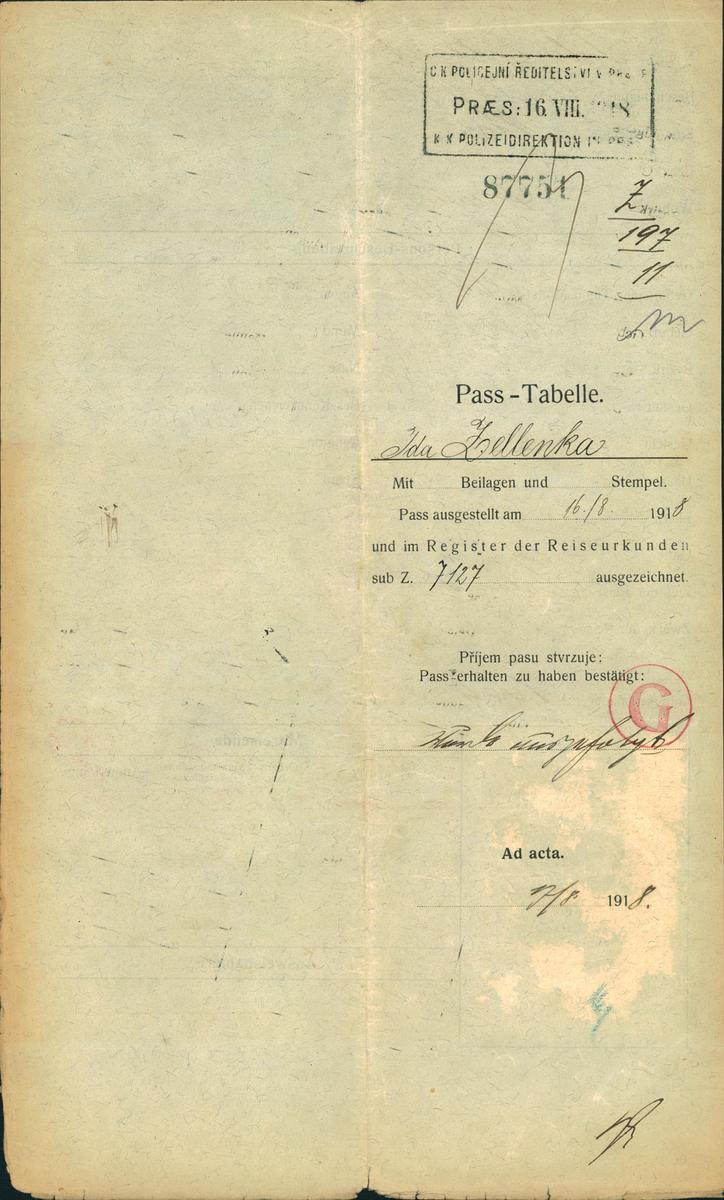 C K POLICEJNÍ ŘEDITELSTVÍ V PRAZE
PRÆS: 16. VIII. 1918
K K POLIZEIDIREKTION IN PRAG
87751
Z
197
11
Pass-Tabelle.
Ida Zellenka
Mit Beilagen und Stempel.
Pass ausgestellt am 16./8. 1918
und im Register der Reiseurkunden
sub Z. 7127 ausgezeichnet.
Příjem pasu stvrzuje:
Pass erhalten zu haben bestätigt:
G
ausgefolgt
Ad acta.
17/8 1918.